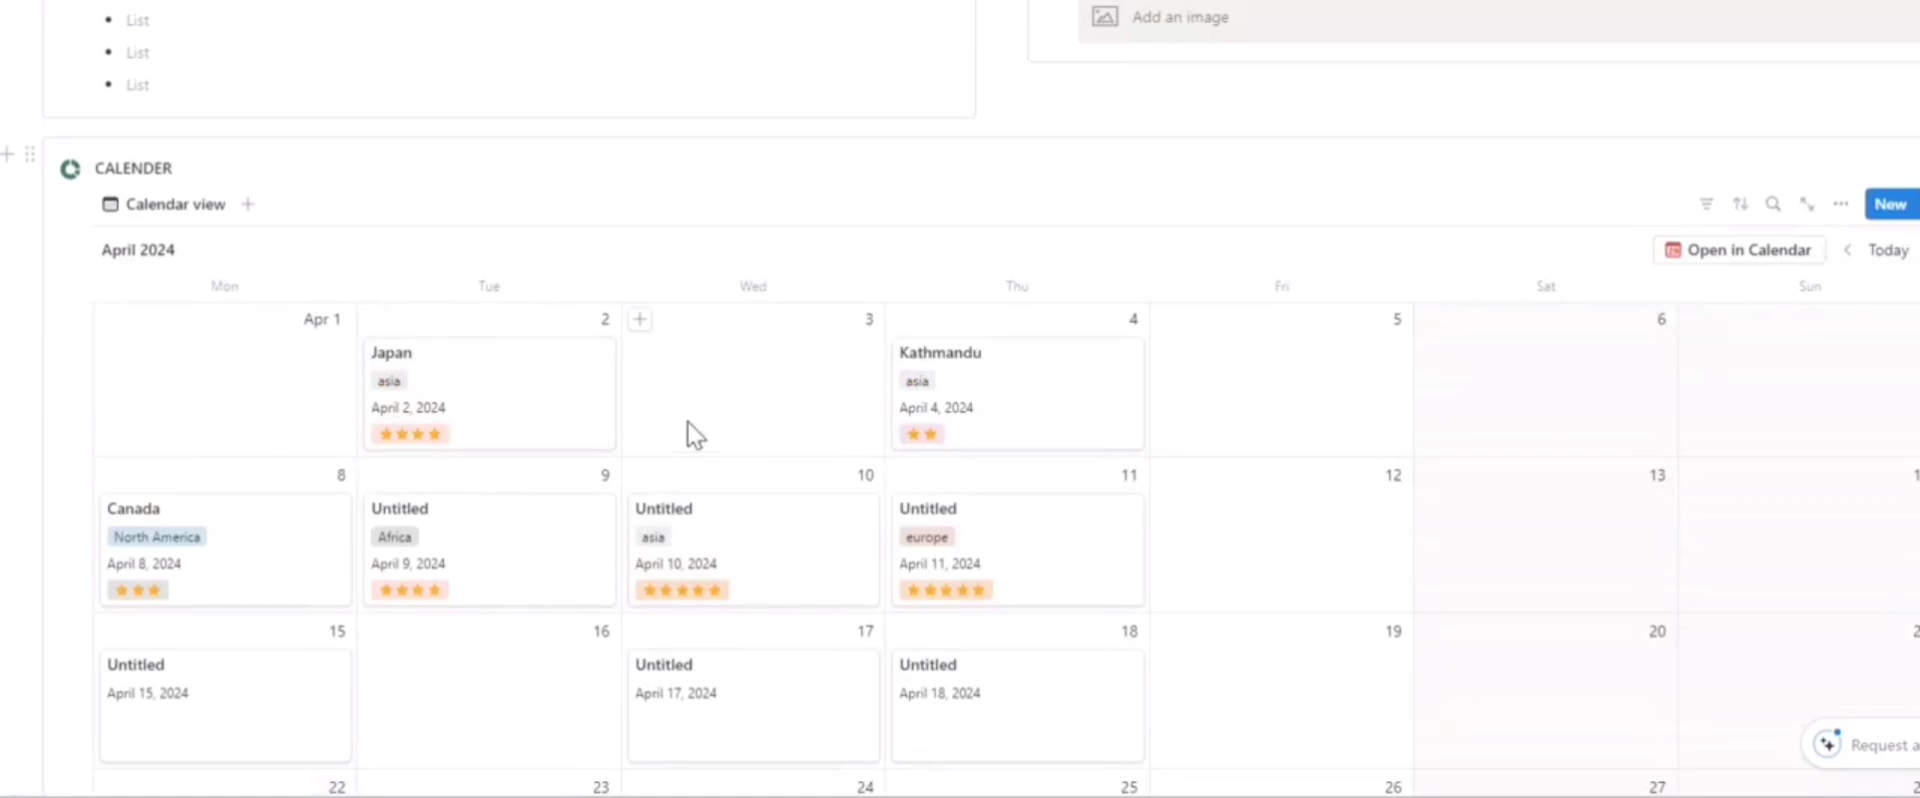 List
List
List
Add an image
CALENDER
Calendar view
New
April 2024
Open in Calendar
Today
Mon Tue Wed Thu Fri Sat Sun
Apr 1 2 3 4 5 6
Japan
asia
April 2, 2024
Kathmandu
asia
April 4, 2024
8 9 10 11 12 13
Canada
North America
April 8, 2024
Untitled
Africa
April 9, 2024
Untitled
asia
April 10, 2024
Untitled
europe
April 11, 2024
15 16 17 18 19 20
Untitled
April 15, 2024
Untitled
April 17, 2024
Untitled
April 18, 2024
Request
22 23 24 25 26 27